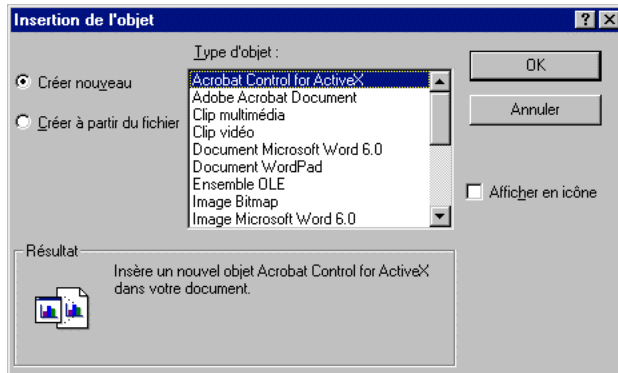 Insertion de l'objet
Type d'objet :
Créer nouveau
Créer à partir du fichier
Acrobat Control for ActiveX
Adobe Acrobat Document
Clip multimédia
Clip vidéo
Document Microsoft Word 6.0
Document WordPad
Ensemble OLE
Image Bitmap
Image Microsoft Word 6.0
OK
Annuler
Afficher en icône
Résultat
Insère un nouvel objet Acrobat Control for ActiveX
dans votre document.